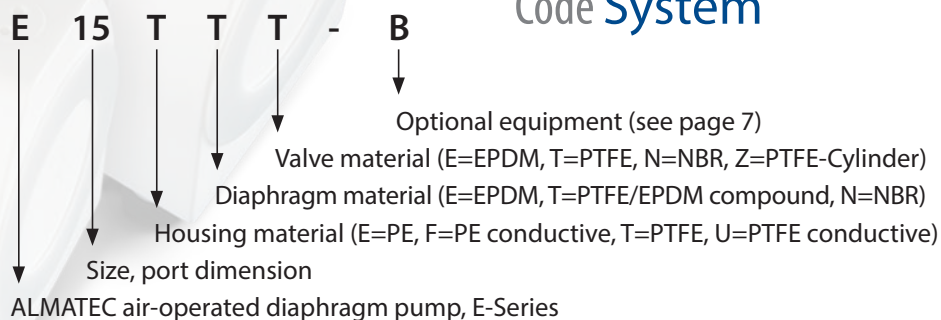 Code System
E 15 T T T - B
Optional equipment (see page 7)
Valve material (E=EPDM, T=PTFE, N=NBR, Z=PTFE-Cylinder)
Diaphragm material (E=EPDM, T=PTFE/EPDM compound, N=NBR)
Housing material (E=PE, F=PE conductive, T=PTFE, U=PTFE conductive)
Size, port dimension
ALMATEC air-operated diaphragm pump, E-Series